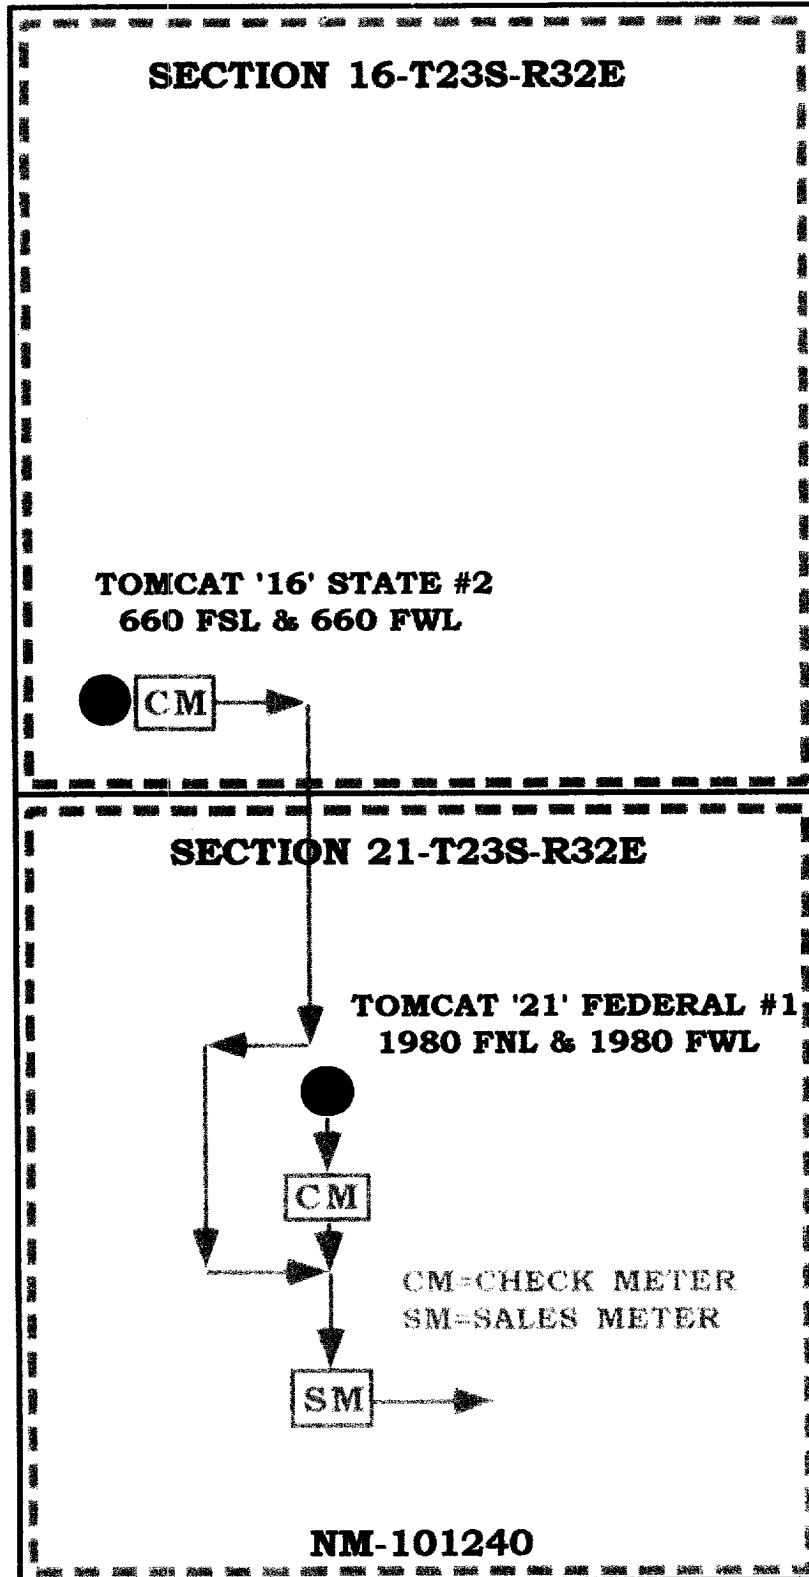 SECTION 16-T23S-R32E
TOMCAT '16' STATE #2
660 FSL & 660 FWL
CM
SECTION 21-T23S-R32E
TOMCAT '21' FEDERAL #1
1980 FNL & 1980 FWL
CM
CM=CHECK METER
SM=SALES METER
SM
NM-101240